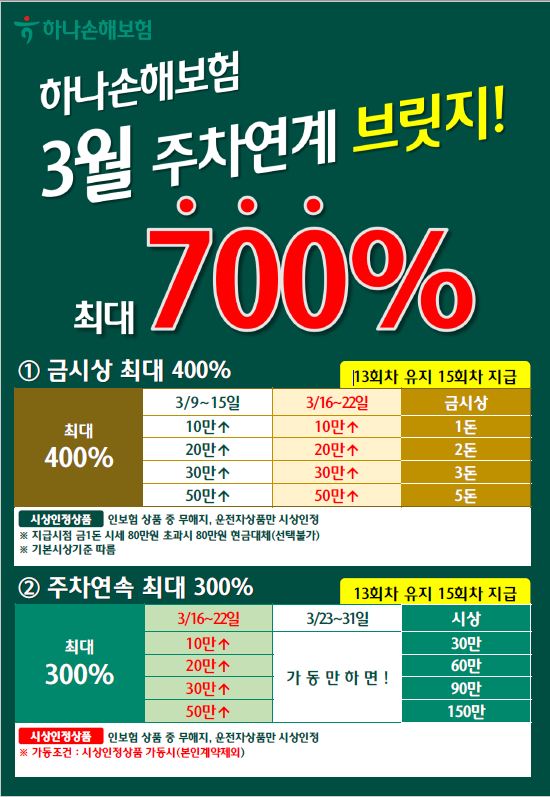 하나손해보험
하나손해보험
3월 주차연계 브릿지!
최대 700%
① 금시상 최대 400%
13회차 유지 15회차 지급
최대 400%
3/9~15일 3/16~22일 금시상
10만↑ 10만↑ 1돈
20만↑ 20만↑ 2돈
30만↑ 30만↑ 3돈
50만↑ 50만↑ 5돈
시상인정상품 인보험 상품 중 무해지, 운전자상품만 시상인정
※ 지급시점 금1돈 시세 80만원 초과시 80만원 현금대체(선택불가)
※ 기본시상기준 따름
② 주차연속 최대 300%
13회차 유지 15회차 지급
최대 300%
3/16~22일 3/23~31일 시상
10만↑ 가동만하면! 30만
20만↑ 60만
30만↑ 90만
50만↑ 150만
시상인정상품 인보험 상품 중 무해지, 운전자상품만 시상인정
※ 가동조건 : 시상인정상품 가동시(본인계약제외)